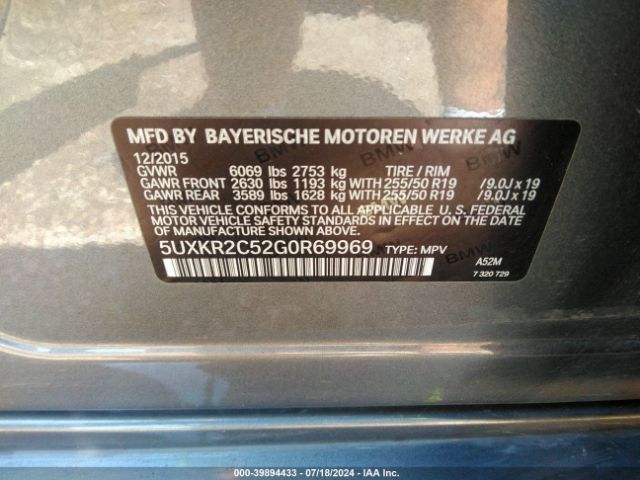 MFD BY BAYERISCHE MOTOREN WERKE AG
12/2015
GVWR 6069 lbs 2753 kg TIRE / RIM
GAWR FRONT 2630 lbs 1193 kg WITH 255/50 R19 /9.0J x 19
GAWR REAR 3589 lbs 1628 kg WITH 255/50 R19 /9.0J x 19
THIS VEHICLE CONFORMS TO ALL APPLICABLE U. S. FEDERAL
MOTOR VEHICLE SAFETY STANDARDS IN EFFECT ON THE DATE OF
MANUFACTURE SHOWN ABOVE.
5UXKR2C52G0R69969 TYPE: MPV
A52M
7 320 729
000-39894433 - 07/18/2024 - IAA Inc.